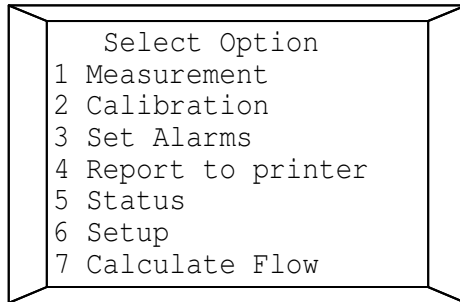 Select Option
1 Measurement
2 Calibration
3 Set Alarms
4 Report to printer
5 Status
6 Setup
7 Calculate Flow